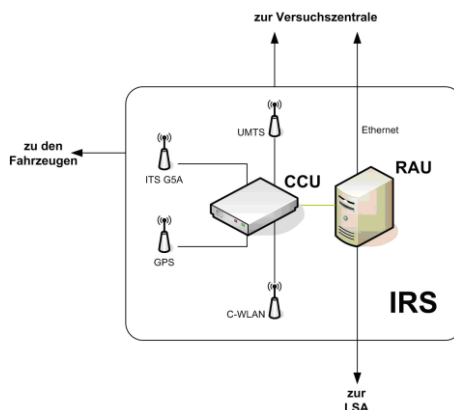 zur Versuchszentrale
UMTS
Ethernet
zu den
Fahrzeugen
ITS G5A
CCU
RAU
GPS
C-WLAN
IRS
zur
LSA